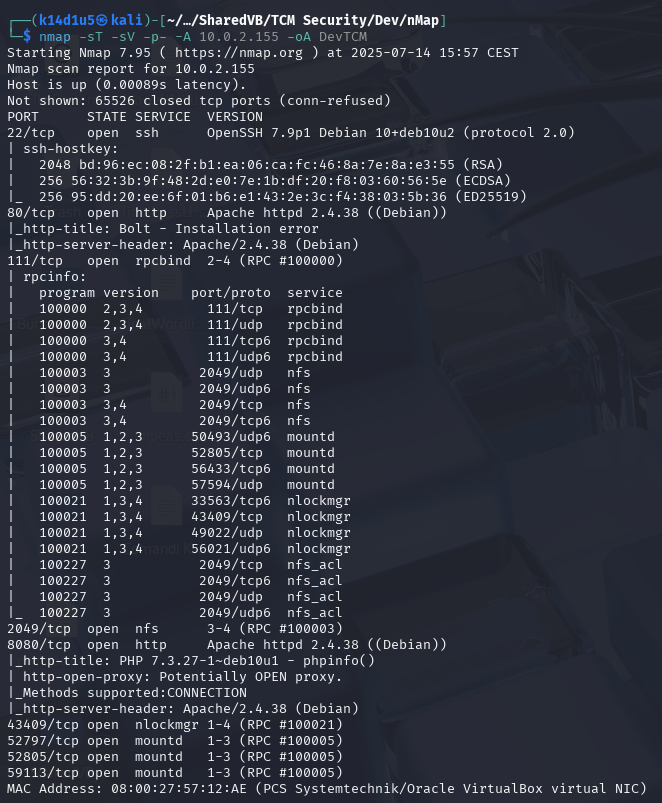 ┌──(k14d1u5㉿kali)-[~/…/SharedVB/TCM Security/Dev/nMap]
└─$ nmap -sT -sV -p- -A 10.0.2.155 -oA DevTCM
Starting Nmap 7.95 ( https://nmap.org ) at 2025-07-14 15:57 CEST
Nmap scan report for 10.0.2.155
Host is up (0.00089s latency).
Not shown: 65526 closed tcp ports (conn-refused)
PORT      STATE SERVICE  VERSION
22/tcp    open  ssh      OpenSSH 7.9p1 Debian 10+deb10u2 (protocol 2.0)
| ssh-hostkey:
|   2048 bd:96:ec:08:2f:b1:ea:06:ca:fc:46:8a:7e:8a:e3:55 (RSA)
|   256 56:32:3b:9f:48:2d:e0:7e:1b:df:20:f8:03:60:56:5e (ECDSA)
|_  256 95:dd:20:ee:6f:01:b6:e1:43:2e:3c:f4:38:03:5b:36 (ED25519)
80/tcp    open  http     Apache httpd 2.4.38 ((Debian))
|_http-title: Bolt - Installation error
|_http-server-header: Apache/2.4.38 (Debian)
111/tcp   open  rpcbind  2-4 (RPC #100000)
| rpcinfo:
|   program version    port/proto  service
|   100000  2,3,4        111/tcp   rpcbind
|   100000  2,3,4        111/udp   rpcbind
|   100000  3,4          111/tcp6  rpcbind
|   100000  3,4          111/udp6  rpcbind
|   100003  3           2049/udp   nfs
|   100003  3           2049/udp6  nfs
|   100003  3,4         2049/tcp   nfs
|   100003  3,4         2049/tcp6  nfs
|   100005  1,2,3      50493/udp6  mountd
|   100005  1,2,3      52805/tcp   mountd
|   100005  1,2,3      56433/tcp6  mountd
|   100005  1,2,3      57594/udp   mountd
|   100021  1,3,4      33563/tcp6  nlockmgr
|   100021  1,3,4      43409/tcp   nlockmgr
|   100021  1,3,4      49022/udp   nlockmgr
|   100021  1,3,4      56021/udp6  nlockmgr
|   100227  3           2049/tcp   nfs_acl
|   100227  3           2049/tcp6  nfs_acl
|   100227  3           2049/udp   nfs_acl
|_  100227  3           2049/udp6  nfs_acl
2049/tcp  open  nfs      3-4 (RPC #100003)
8080/tcp  open  http     Apache httpd 2.4.38 ((Debian))
|_http-title: PHP 7.3.27-1~deb10u1 - phpinfo()
| http-open-proxy: Potentially OPEN proxy.
|_Methods supported:CONNECTION
|_http-server-header: Apache/2.4.38 (Debian)
43409/tcp open  nlockmgr 1-4 (RPC #100021)
52797/tcp open  mountd   1-3 (RPC #100005)
52805/tcp open  mountd   1-3 (RPC #100005)
59113/tcp open  mountd   1-3 (RPC #100005)
MAC Address: 08:00:27:57:12:AE (PCS Systemtechnik/Oracle VirtualBox virtual NIC)